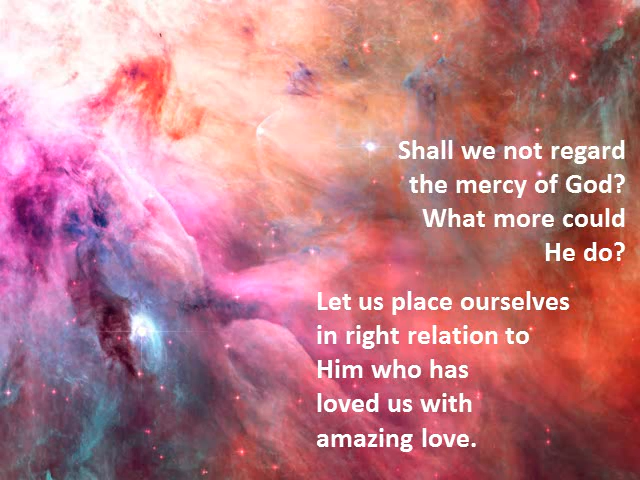 Shall we not regard
the mercy of God?
What more could
He do?
Let us place ourselves
in right relation to
Him who has
loved us with
amazing love.